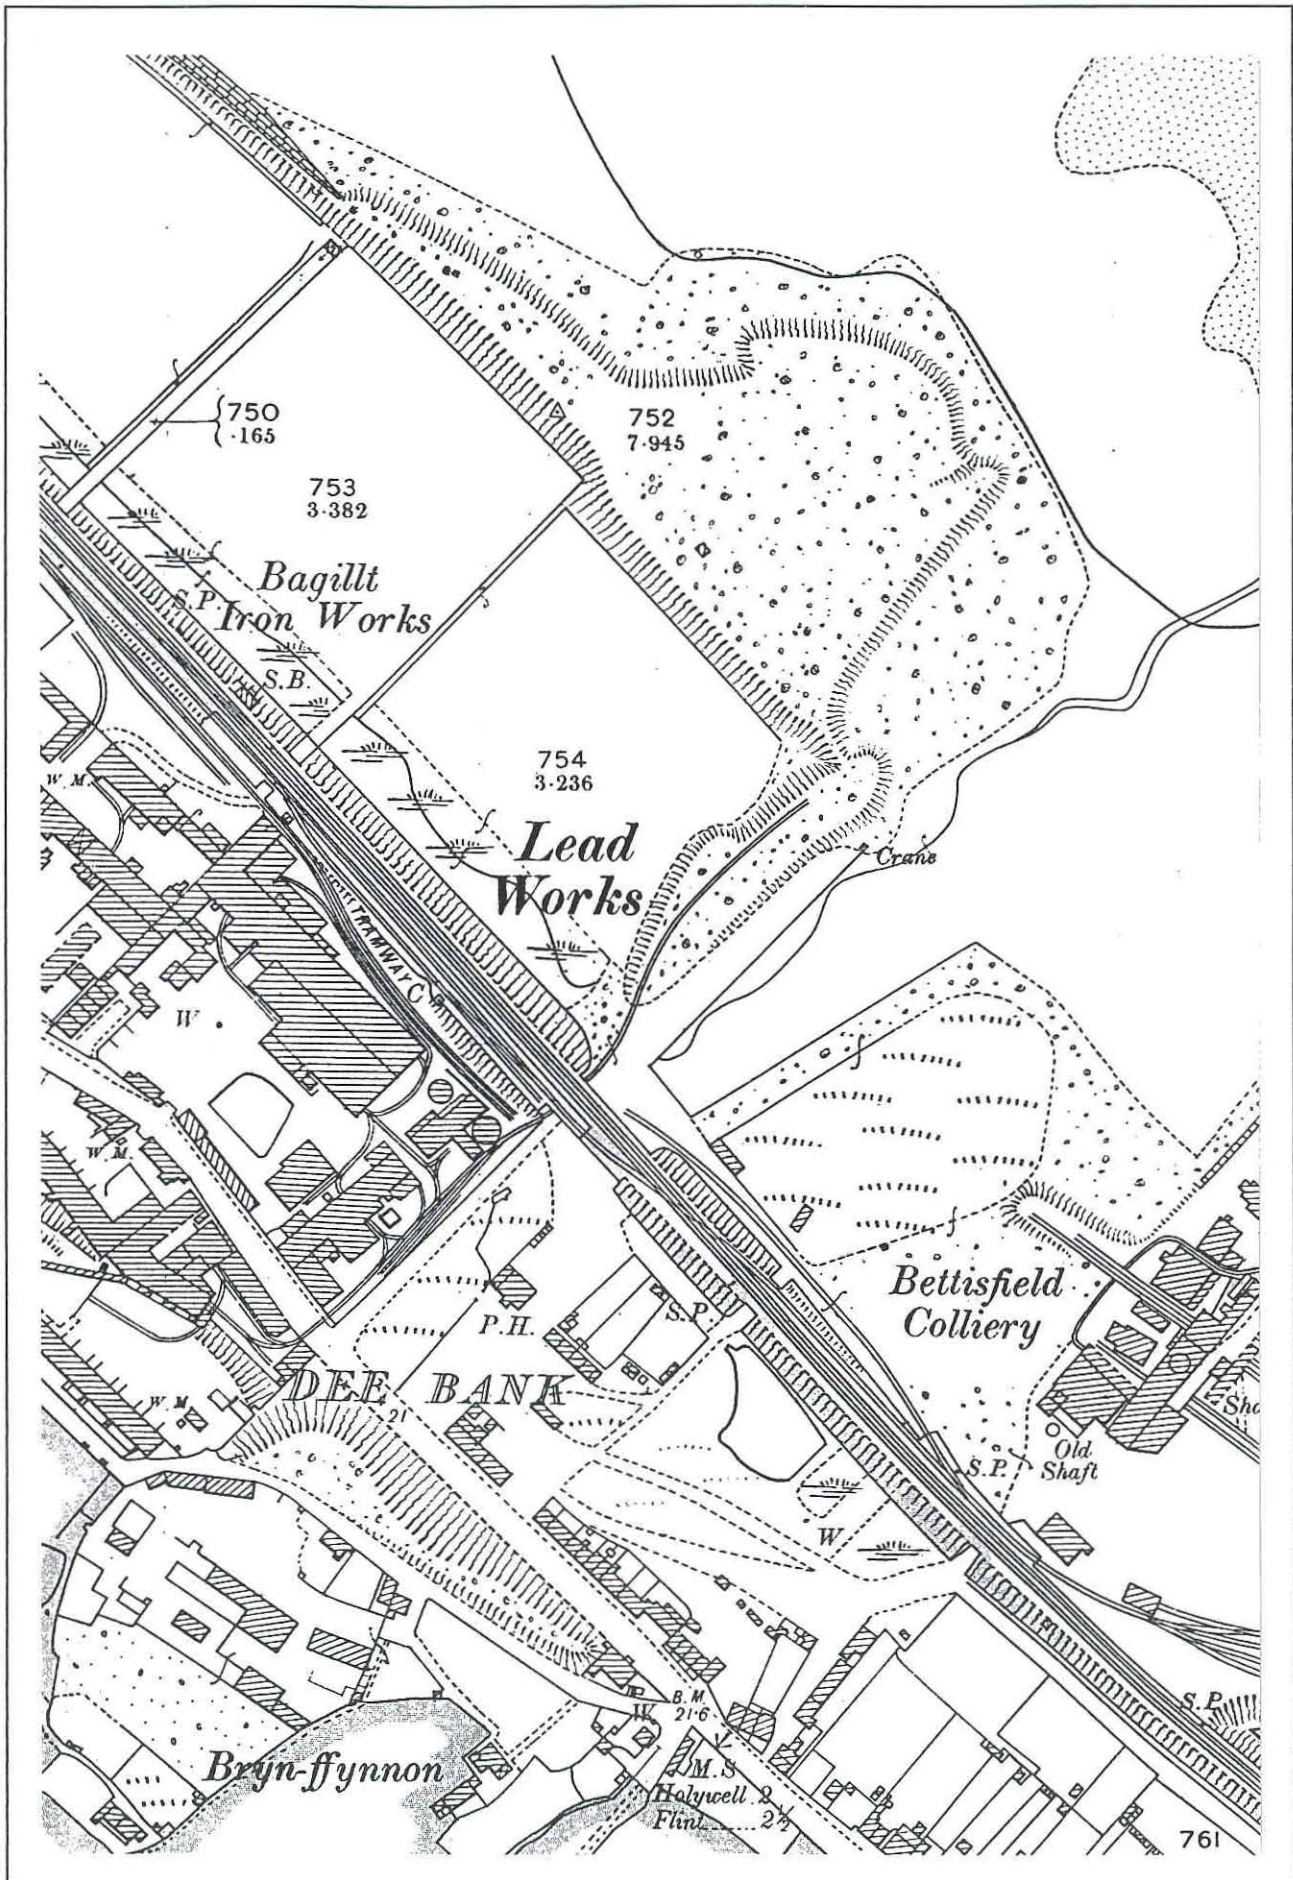 750
·165
752
7·945
753
3·382
Bagillt
Iron Works
S.P.
S.B.
W. M.
754
3·236
Lead
Works
Crane
TRAMWAY
W
W. M.
Bettisfield
Colliery
P.H.
S.P.
DEE BANK
21
W. M.
Old
Shaft
S.P.
W
B.M.
21·6
W
S.P.
Bryn-ffynnon
M.S.
Holywell 2
Flint 2½
761